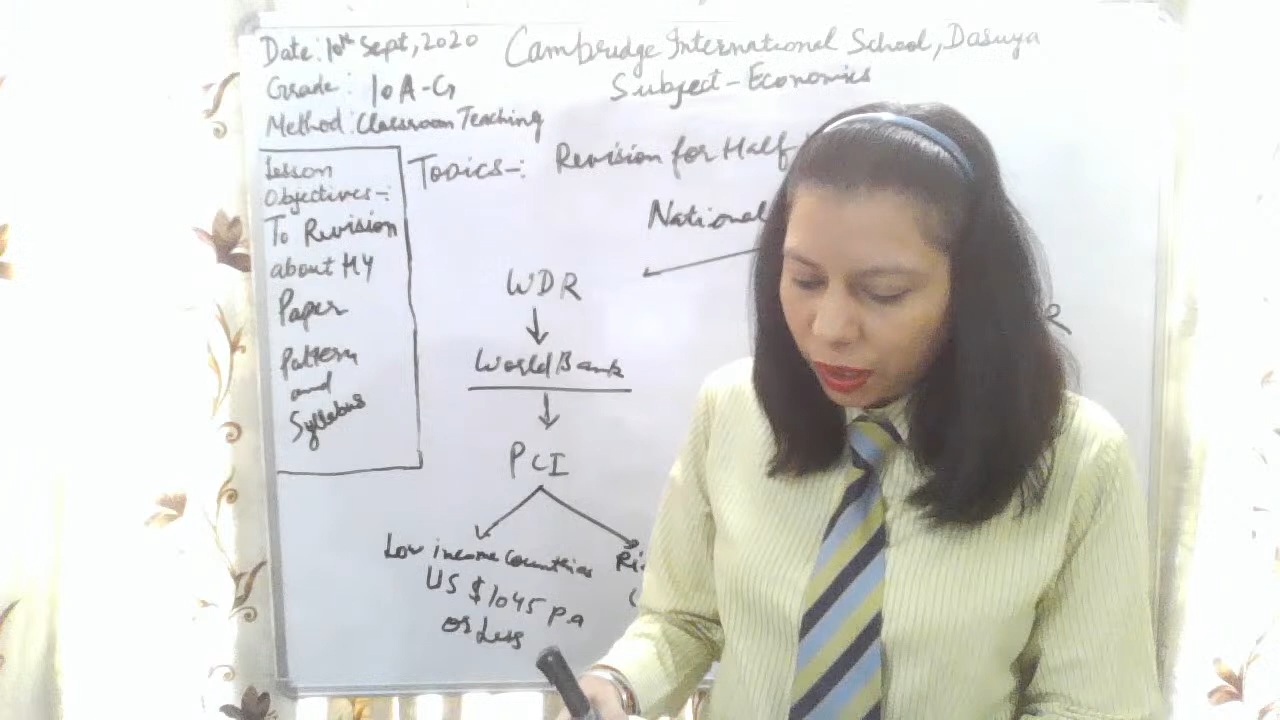 Date: 10th Sept, 2020
Grade: 10 A-G
Method: Classroom Teaching
Cambridge International School, Dasuya
Subject - Economics
Lesson
Objectives -:
To Revision
about HY
Paper
Pattern
and
Syllabus
Topics -: Revision for Half
National
WDR
World Bank
PCI
Low income Countries
US $1045 p.a
or Less
Ri
R